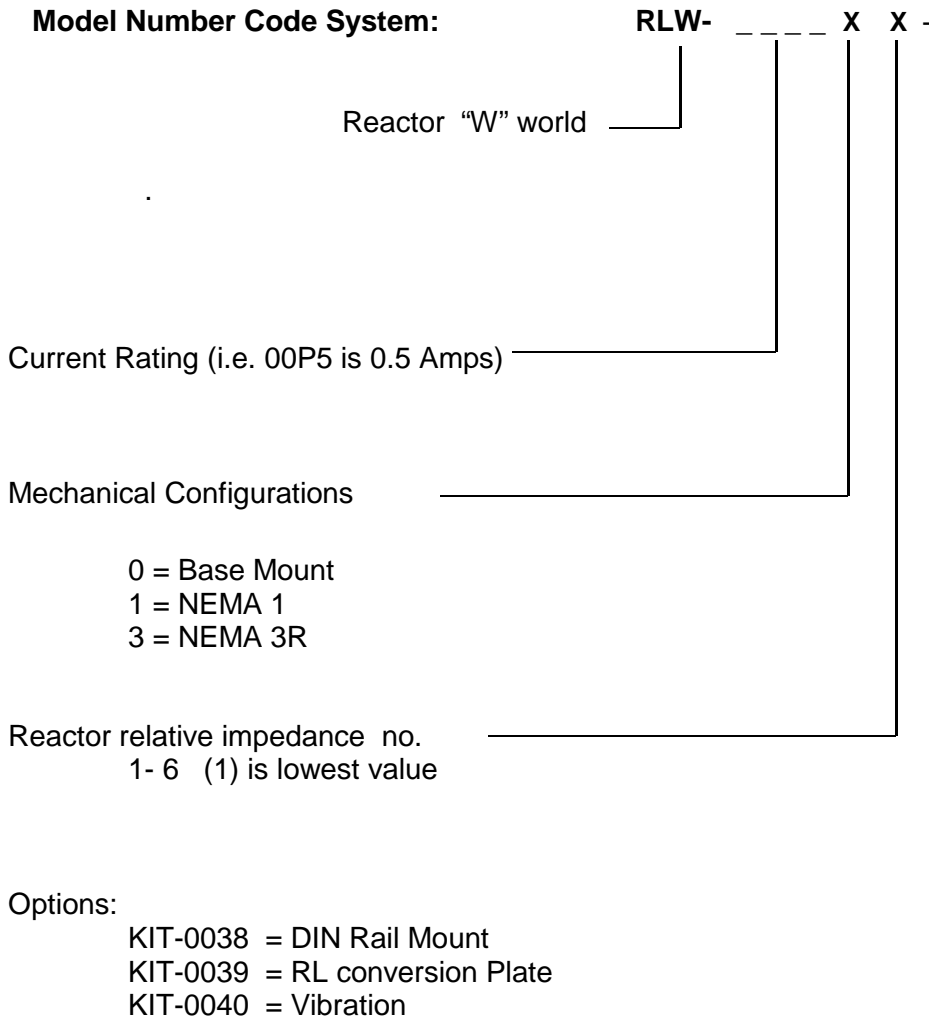 Model Number Code System: RLW- _ _ _ _ X X -
Reactor “W” world
.
Current Rating (i.e. 00P5 is 0.5 Amps)
Mechanical Configurations
0 = Base Mount
1 = NEMA 1
3 = NEMA 3R
Reactor relative impedance no.
1- 6 (1) is lowest value
Options:
KIT-0038 = DIN Rail Mount
KIT-0039 = RL conversion Plate
KIT-0040 = Vibration